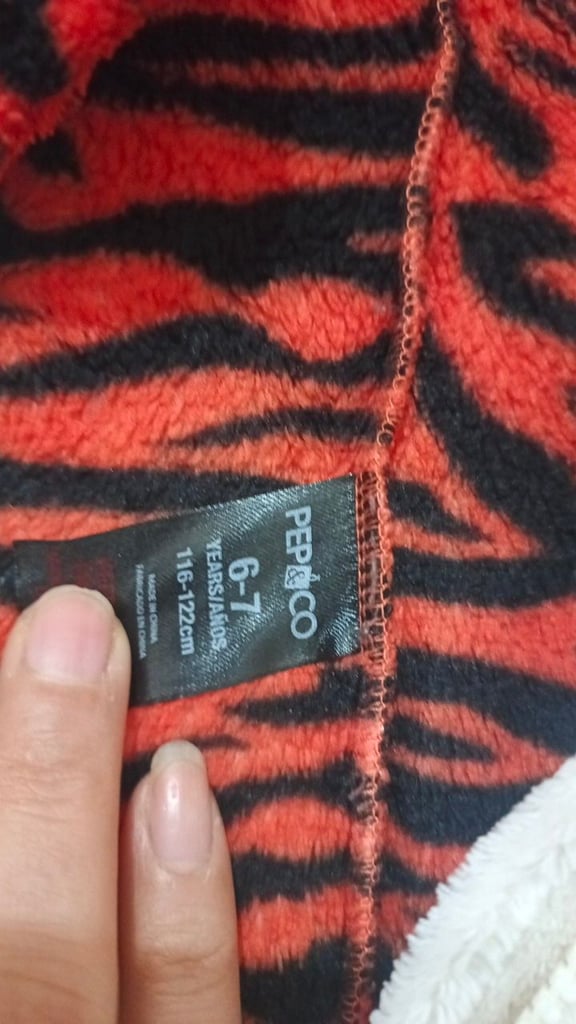 PEP&CO
6-7
YEARS/AÑOS
116-122cm
MADE IN CHINA
FABRICADO EN CHINA